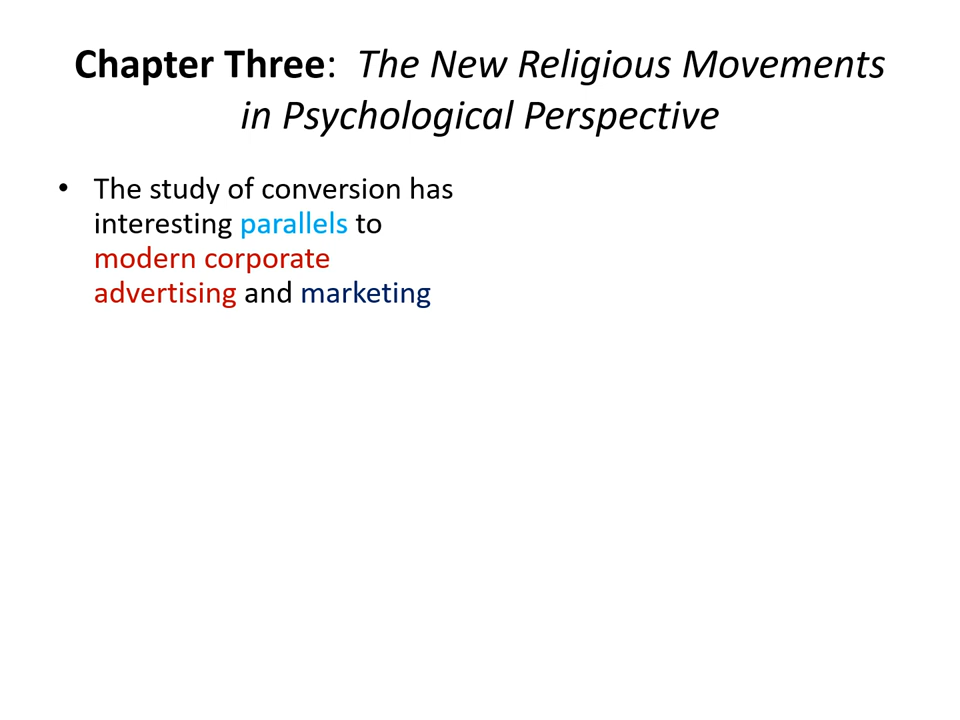 Chapter Three:  The New Religious Movements
in Psychological Perspective
• The study of conversion has
interesting parallels to
modern corporate
advertising and marketing